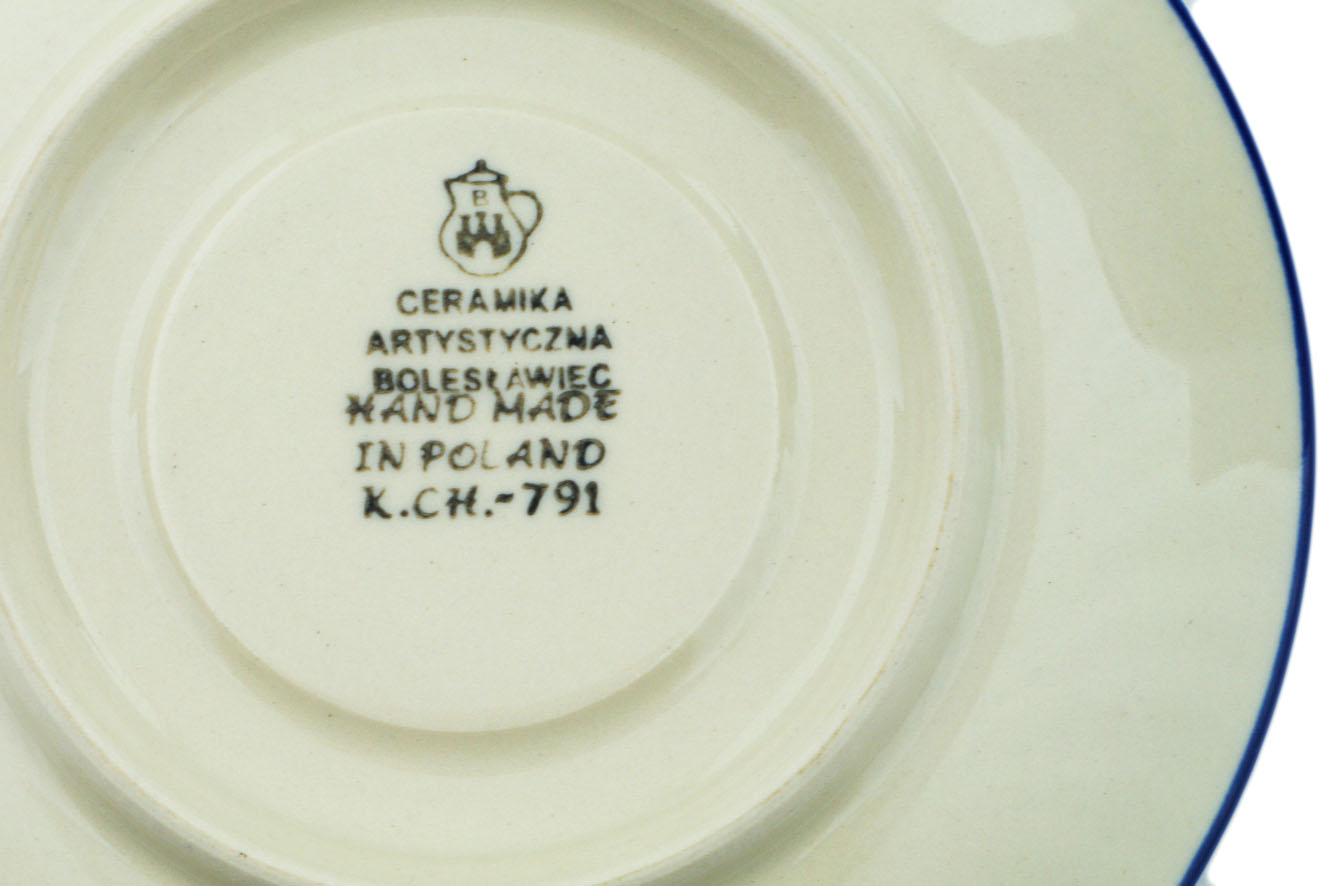 B
CERAMIKA
ARTYSTYCZNA
BOLESŁAWIEC
HAND MADE
IN POLAND
K.CH.-791